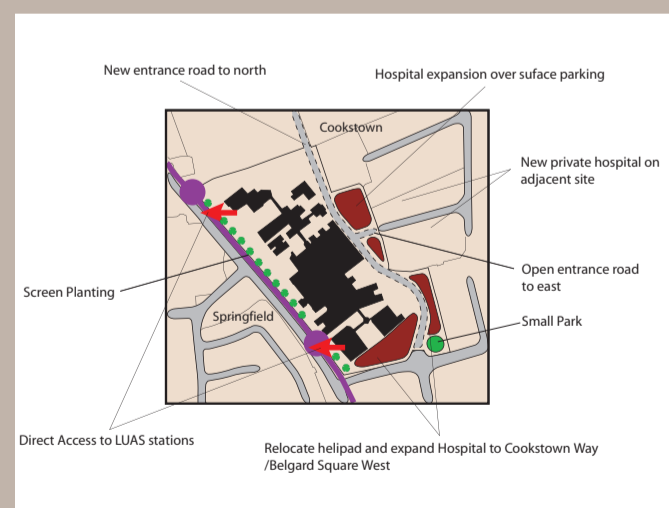 New entrance road to north
Hospital expansion over suface parking
Cookstown
New private hospital on
adjacent site
Open entrance road
to east
Screen Planting
Springfield
Small Park
Direct Access to LUAS stations
Relocate helipad and expand Hospital to Cookstown Way
/Belgard Square West